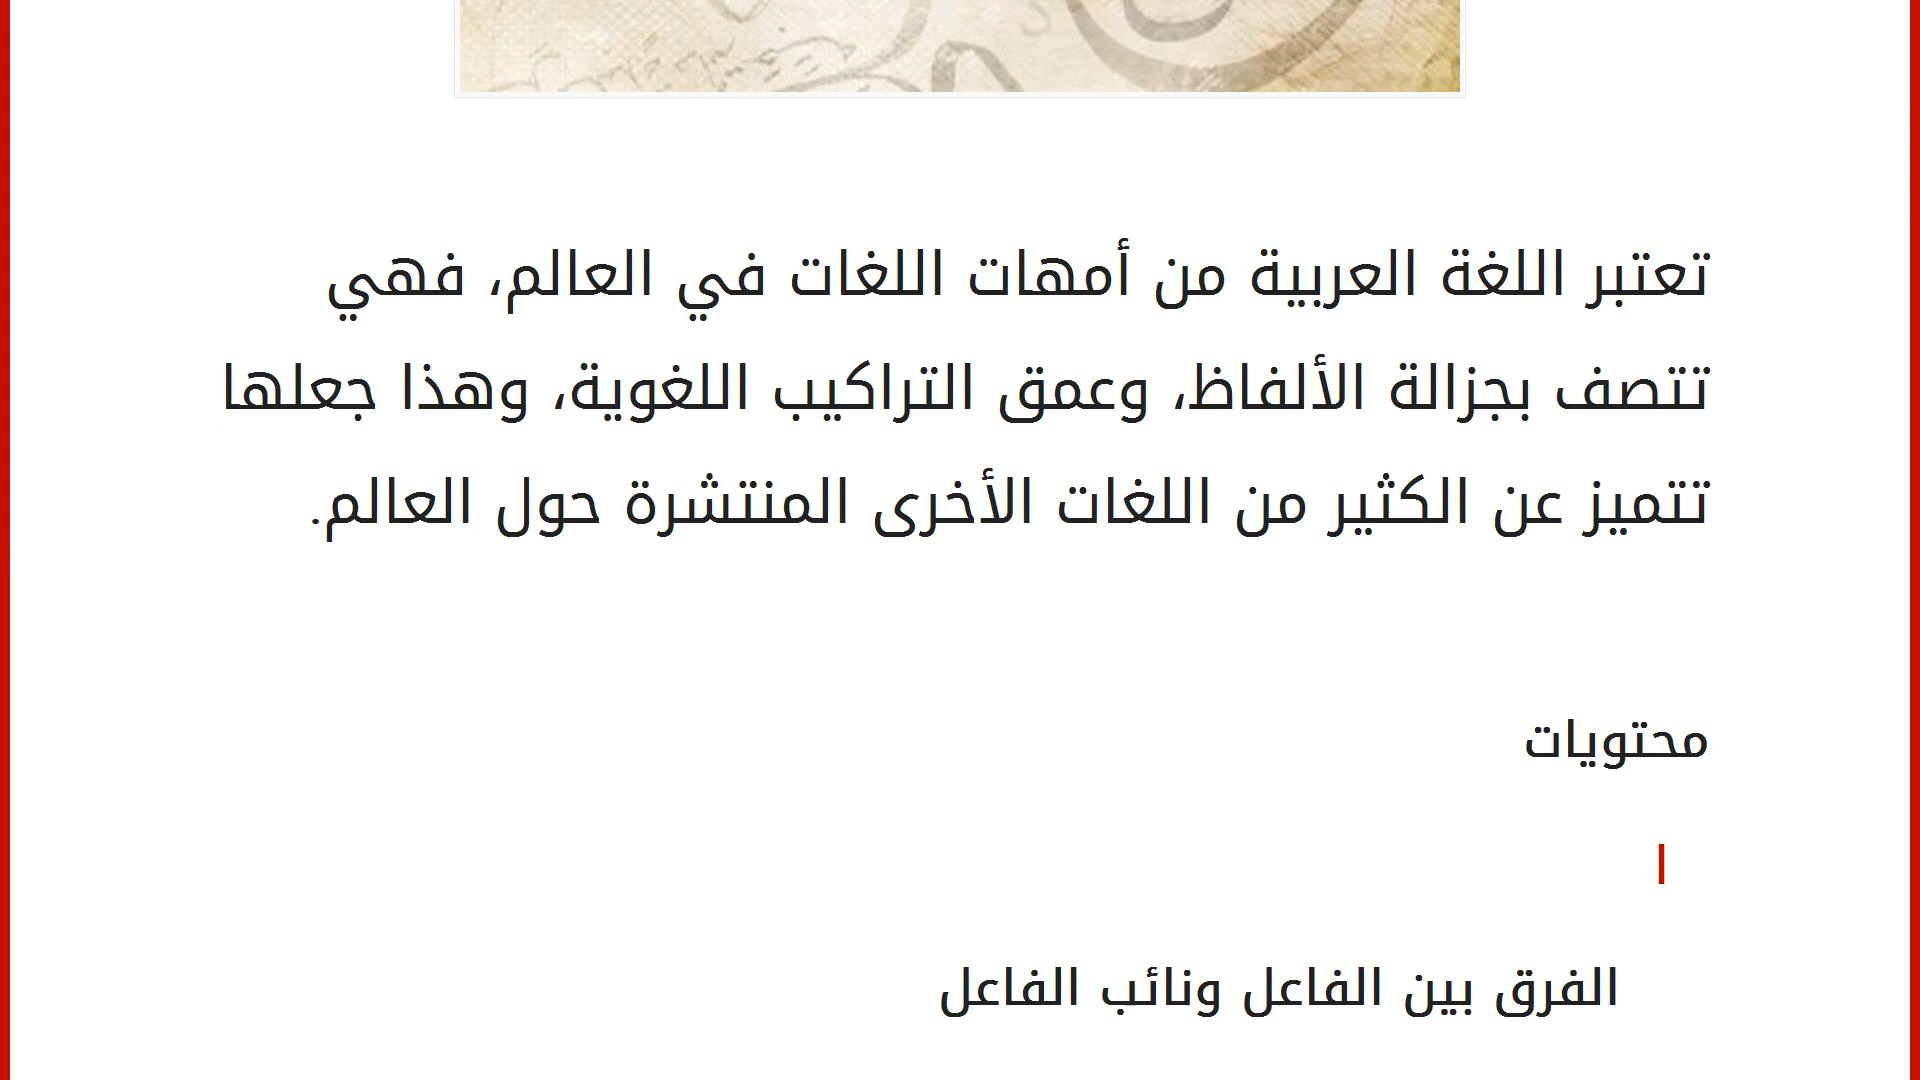 تعتبر اللغة العربية من أمهات اللغات في العالم، فهي
تتصف بجزالة الألفاظ، وعمق التراكيب اللغوية، وهذا جعلها
تتميز عن الكثير من اللغات الأخرى المنتشرة حول العالم.
محتويات
ا
الفرق بين الفاعل ونائب الفاعل